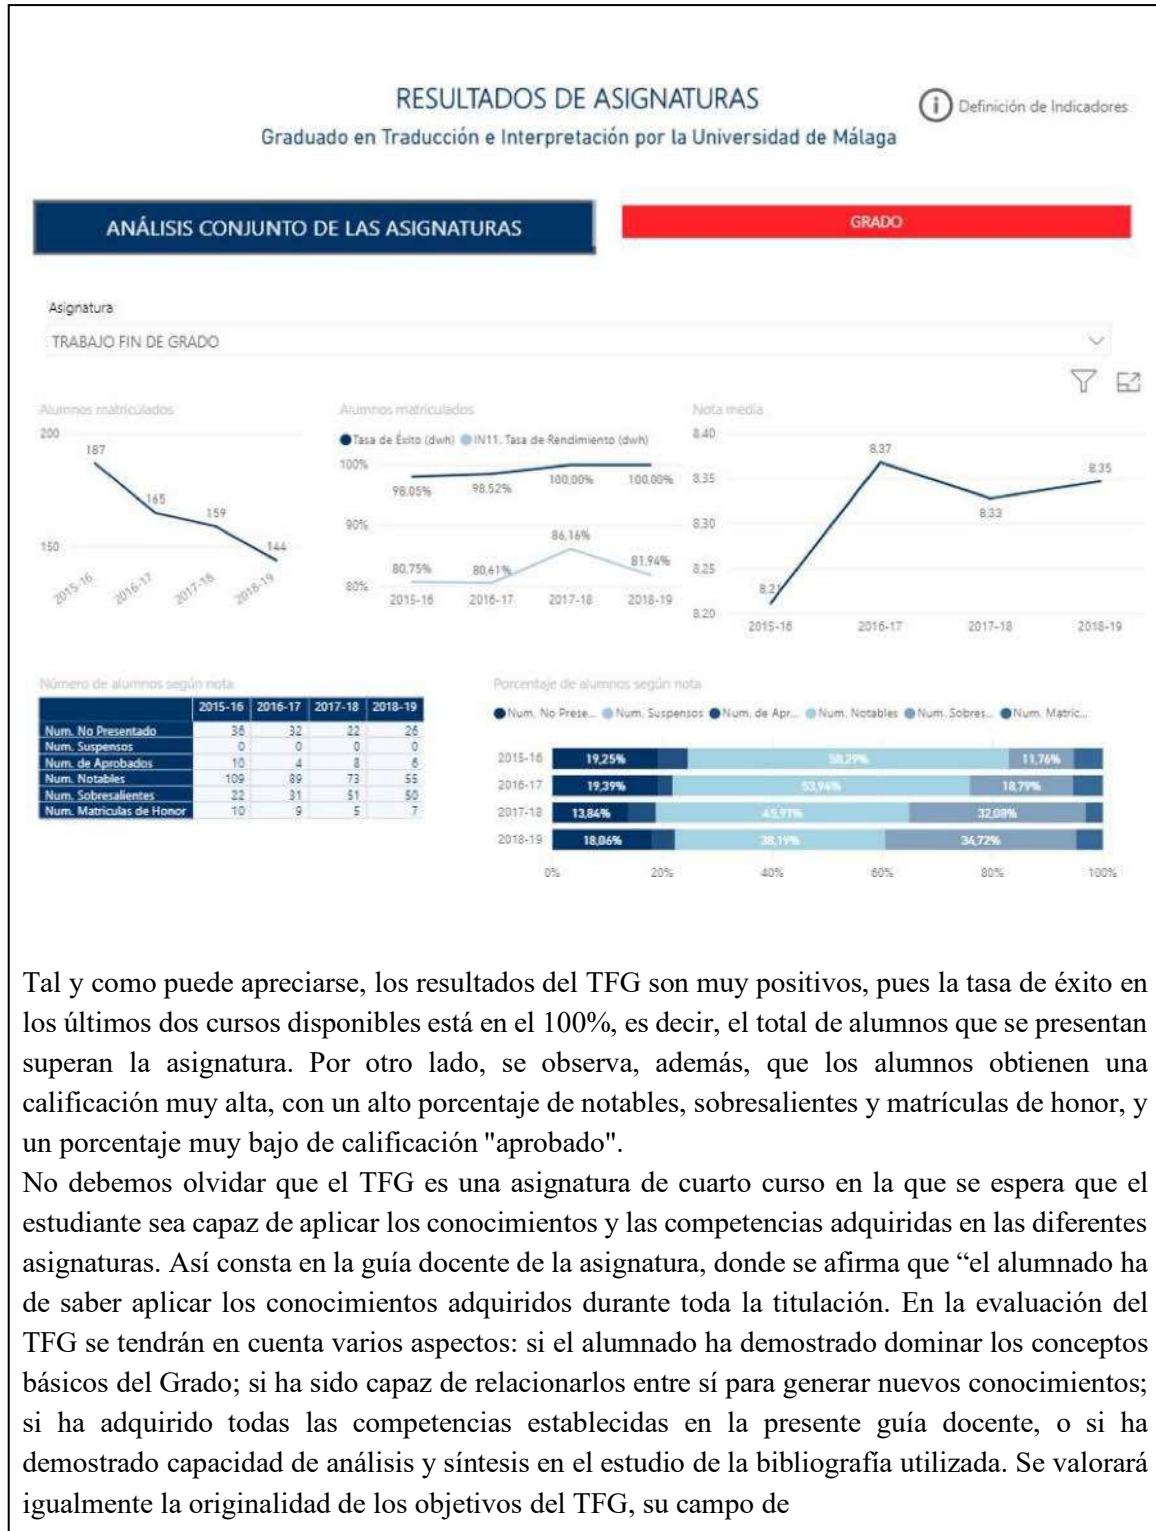 RESULTADOS DE ASIGNATURAS
Definición de Indicadores
Graduado en Traducción e Interpretación por la Universidad de Málaga
ANÁLISIS CONJUNTO DE LAS ASIGNATURAS
GRADO
Asignatura
TRABAJO FIN DE GRADO
Alumnos matriculados
200
187
165
159
150
144
2015-16 2016-17 2017-18 2018-19
Alumnos matriculados
Tasa de Éxito (dwh) IN11. Tasa de Rendimiento (dwh)
100%
98,05% 98,52% 100,00% 100,00%
90%
86,16%
80,75% 80,61% 81,94%
80%
2015-16 2016-17 2017-18 2018-19
Nota media
8,40
8,37
8,35
8,35
8,33
8,30
8,25
8,21
8,20
2015-16 2016-17 2017-18 2018-19
Número de alumnos según nota
2015-16 2016-17 2017-18 2018-19
Num. No Presentado 36 32 22 26
Num. Suspensos 0 0 0 0
Num. de Aprobados 10 4 8 6
Num. Notables 109 89 73 55
Num. Sobresalientes 22 31 51 50
Num. Matriculas de Honor 10 9 5 7
Porcentaje de alumnos según nota
Num. No Prese... Num. Suspensos Num. de Apr... Num. Notables Num. Sobres... Num. Matric...
2015-16 19,25% 58,29% 11,76%
2016-17 19,39% 53,94% 18,79%
2017-18 13,84% 45,91% 32,08%
2018-19 18,06% 38,19% 34,72%
0% 20% 40% 60% 80% 100%
Tal y como puede apreciarse, los resultados del TFG son muy positivos, pues la tasa de éxito en
los últimos dos cursos disponibles está en el 100%, es decir, el total de alumnos que se presentan
superan la asignatura. Por otro lado, se observa, además, que los alumnos obtienen una
calificación muy alta, con un alto porcentaje de notables, sobresalientes y matrículas de honor, y
un porcentaje muy bajo de calificación "aprobado".
No debemos olvidar que el TFG es una asignatura de cuarto curso en la que se espera que el
estudiante sea capaz de aplicar los conocimientos y las competencias adquiridas en las diferentes
asignaturas. Así consta en la guía docente de la asignatura, donde se afirma que “el alumnado ha
de saber aplicar los conocimientos adquiridos durante toda la titulación. En la evaluación del
TFG se tendrán en cuenta varios aspectos: si el alumnado ha demostrado dominar los conceptos
básicos del Grado; si ha sido capaz de relacionarlos entre sí para generar nuevos conocimientos;
si ha adquirido todas las competencias establecidas en la presente guía docente, o si ha
demostrado capacidad de análisis y síntesis en el estudio de la bibliografía utilizada. Se valorará
igualmente la originalidad de los objetivos del TFG, su campo de